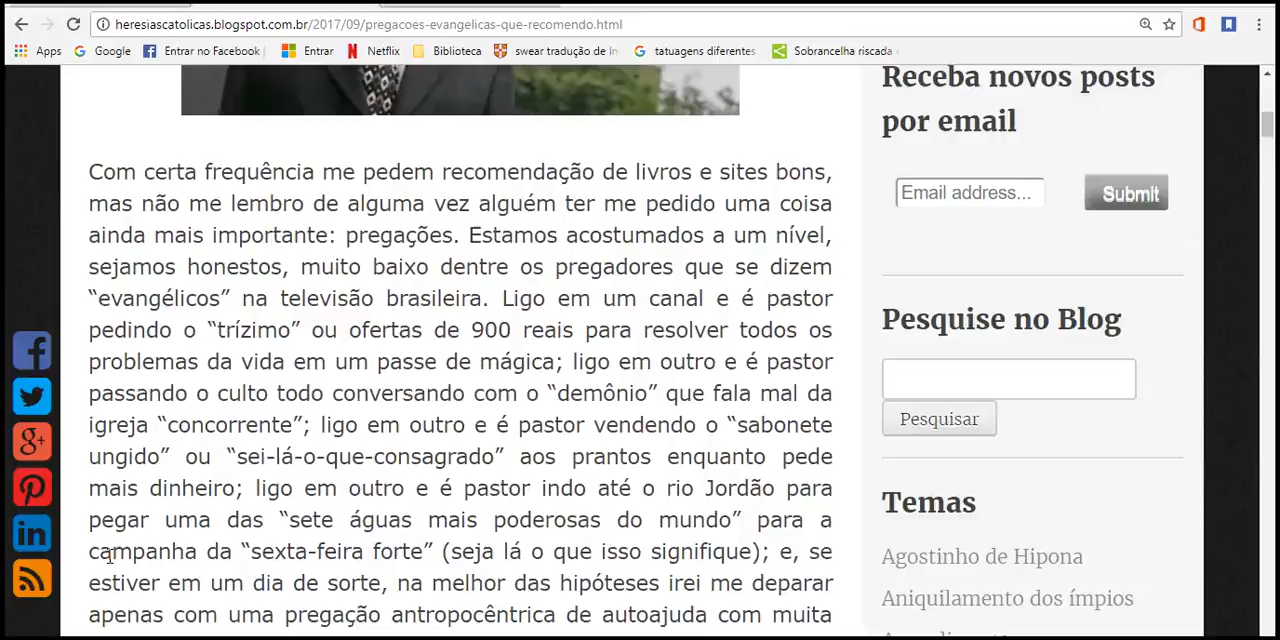 heresiascatolicas.blogspot.com.br/2017/09/pregacoes-evangelicas-que-recomendo.html
Apps Google Entrar no Facebook Entrar Netflix Biblioteca swear tradução de In tatuagens diferentes Sobrancelha riscada
Com certa frequência me pedem recomendação de livros e sites bons,
mas não me lembro de alguma vez alguém ter me pedido uma coisa
ainda mais importante: pregações. Estamos acostumados a um nível,
sejamos honestos, muito baixo dentre os pregadores que se dizem
“evangélicos” na televisão brasileira. Ligo em um canal e é pastor
pedindo o “trízimo” ou ofertas de 900 reais para resolver todos os
problemas da vida em um passe de mágica; ligo em outro e é pastor
passando o culto todo conversando com o “demônio” que fala mal da
igreja “concorrente”; ligo em outro e é pastor vendendo o “sabonete
ungido” ou “sei-lá-o-que-consagrado” aos prantos enquanto pede
mais dinheiro; ligo em outro e é pastor indo até o rio Jordão para
pegar uma das “sete águas mais poderosas do mundo” para a
campanha da “sexta-feira forte” (seja lá o que isso signifique); e, se
estiver em um dia de sorte, na melhor das hipóteses irei me deparar
apenas com uma pregação antropocêntrica de autoajuda com muita
Receba novos posts
por email
Email address...
Submit
Pesquise no Blog
Pesquisar
Temas
Agostinho de Hipona
Aniquilamento dos ímpios